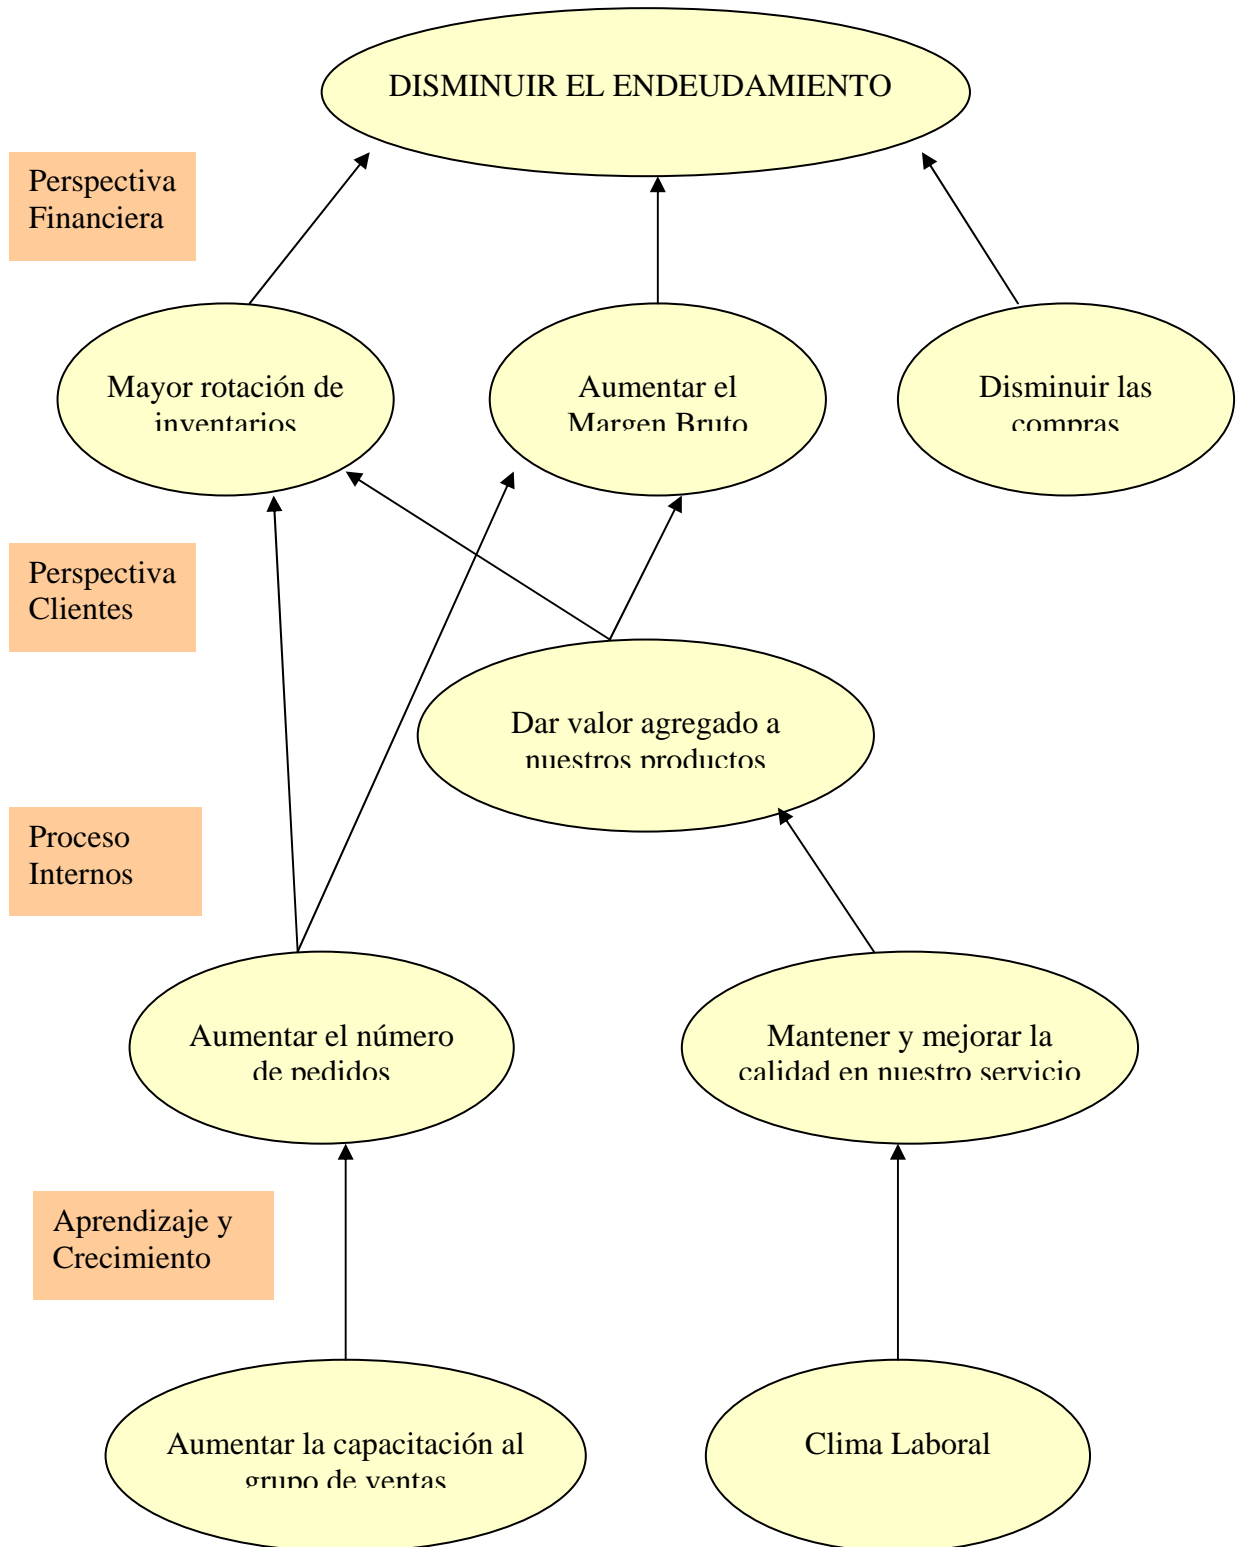 DISMINUIR EL ENDEUDAMIENTO
Perspectiva
Financiera
Mayor rotación de
inventarios
Aumentar el
Margen Bruto
Disminuir las
compras
Perspectiva
Clientes
Dar valor agregado a
nuestros productos
Proceso
Internos
Aumentar el número
de pedidos
Mantener y mejorar la
calidad en nuestro servicio
Aprendizaje y
Crecimiento
Aumentar la capacitación al
grupo de ventas
Clima Laboral